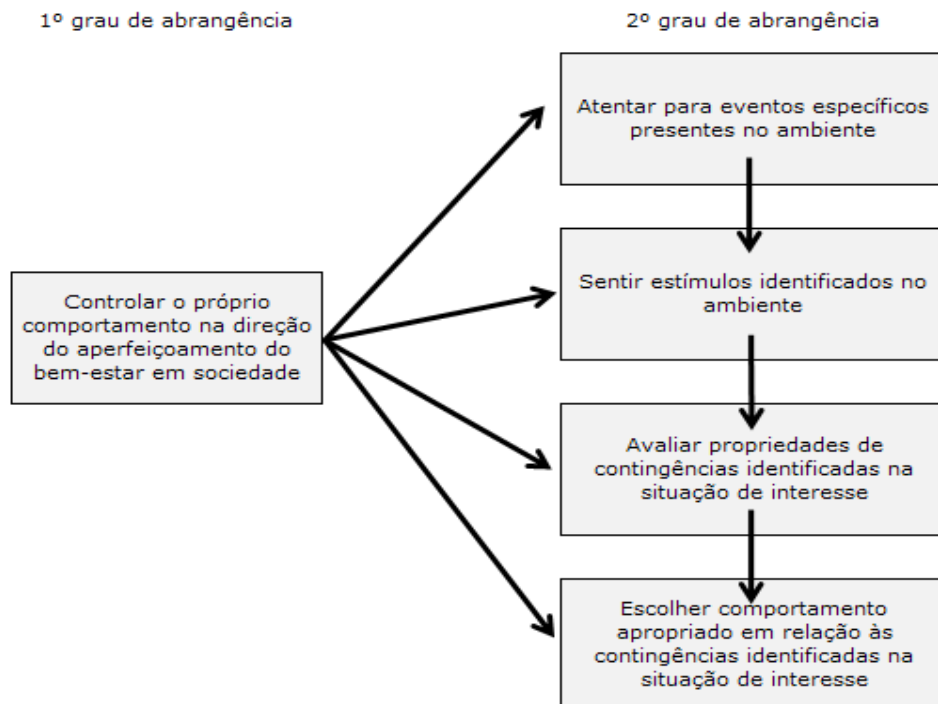 1º grau de abrangência
2º grau de abrangência
Controlar o próprio
comportamento na direção
do aperfeiçoamento do
bem-estar em sociedade
Atentar para eventos específicos
presentes no ambiente
Sentir estímulos identificados no
ambiente
Avaliar propriedades de
contingências identificadas na
situação de interesse
Escolher comportamento
apropriado em relação às
contingências identificadas na
situação de interesse